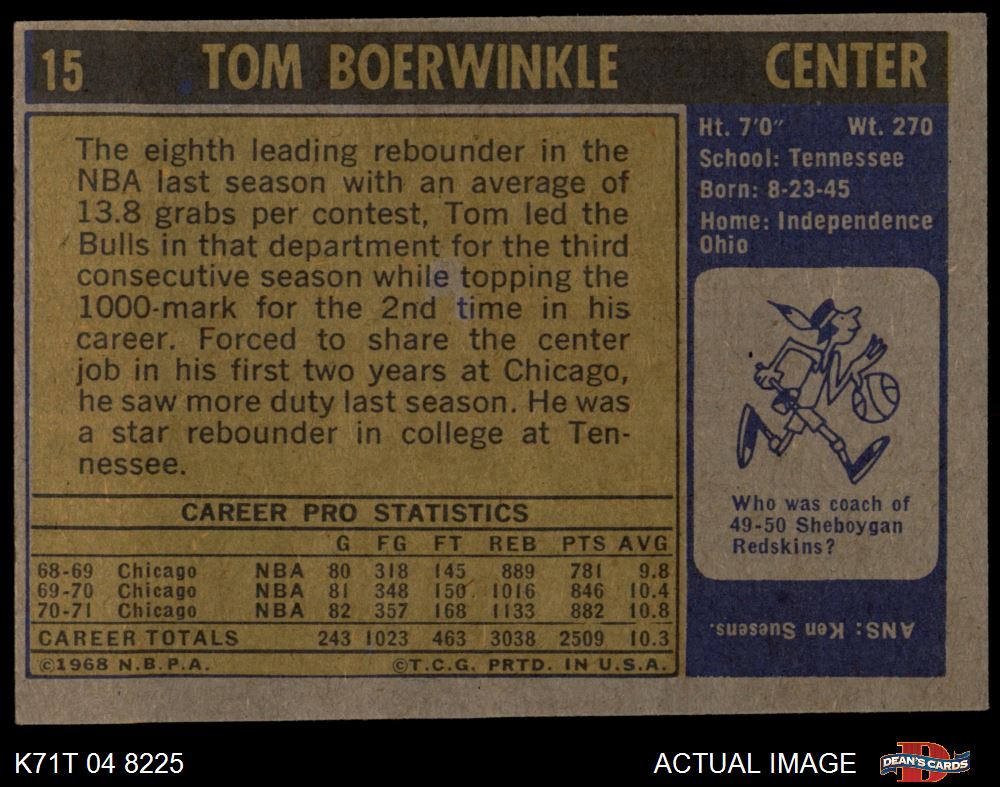 15 TOM BOERWINKLE CENTER
The eighth leading rebounder in the
NBA last season with an average of
13.8 grabs per contest, Tom led the
Bulls in that department for the third
consecutive season while topping the
1000-mark for the 2nd time in his
career. Forced to share the center
job in his first two years at Chicago,
he saw more duty last season. He was
a star rebounder in college at Ten-
nessee.
Ht. 7'0" Wt. 270
School: Tennessee
Born: 8-23-45
Home: Independence
Ohio
Who was coach of
49-50 Sheboygan
Redskins?
ANS: Ken Suesens.
CAREER PRO STATISTICS
G FG FT REB PTS AVG
68-69 Chicago NBA 80 318 145 889 781 9.8
69-70 Chicago NBA 81 348 150 1016 846 10.4
70-71 Chicago NBA 82 357 168 1133 882 10.8
CAREER TOTALS 243 1023 463 3038 2509 10.3
©1968 N.B.P.A. ©T.C.G. PRTD. IN U.S.A.
K71T 04 8225 ACTUAL IMAGE
D
DEAN'S CARDS